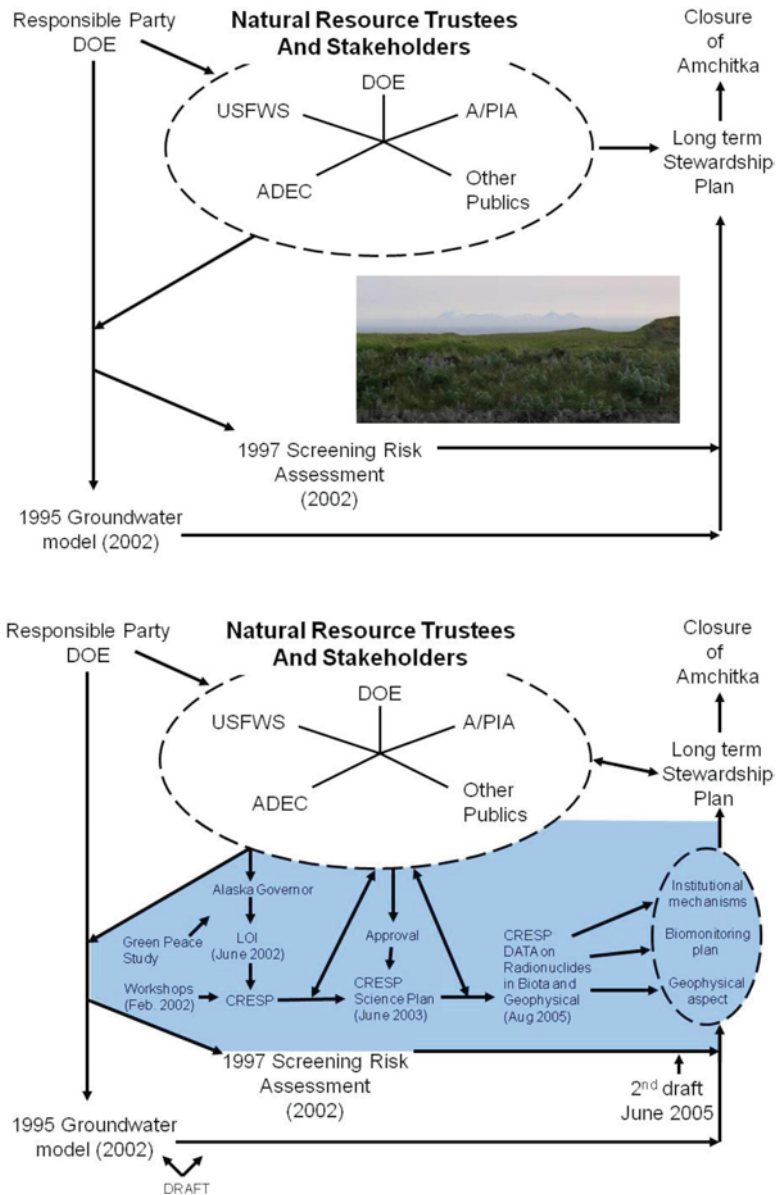 Responsible Party
DOE
Natural Resource Trustees
And Stakeholders
Closure
of
Amchitka
DOE
USFWS
A/PIA
ADEC
Other
Publics
Long term
Stewardship
Plan
1997 Screening Risk
Assessment
(2002)
1995 Groundwater
model (2002)
Responsible Party
DOE
Natural Resource Trustees
And Stakeholders
Closure
of
Amchitka
DOE
USFWS
A/PIA
ADEC
Other
Publics
Long term
Stewardship
Plan
Alaska Governor
Green Peace
Study
LOI
(June 2002)
Workshops
(Feb. 2002)
CRESP
Approval
CRESP
Science Plan
(June 2003)
CRESP
DATA on
Radionuclides
in Biota and
Geophysical
(Aug 2005)
Institutional
mechanisms
Biomonitoring
plan
Geophysical
aspect
1997 Screening Risk
Assessment
(2002)
2nd draft
June 2005
1995 Groundwater
model (2002)
DRAFT